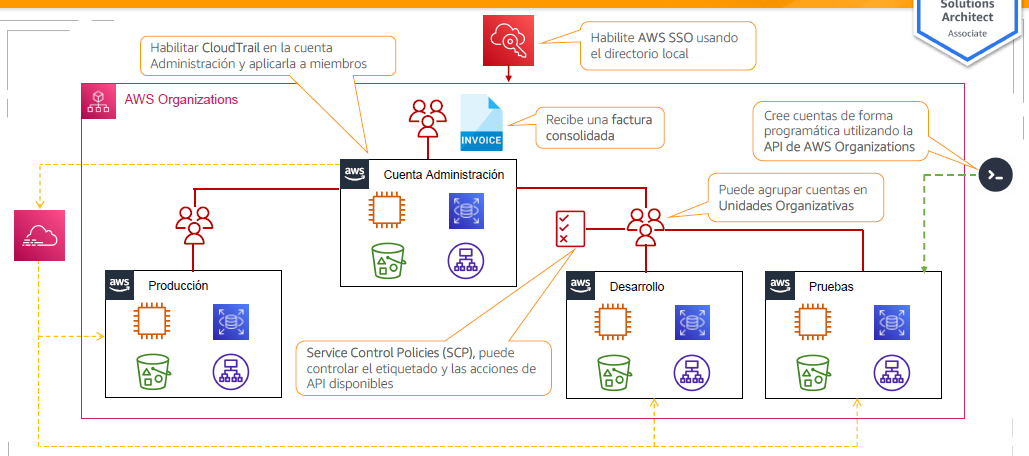 Solutions
Architect
Associate
Habilitar CloudTrail en la cuenta
Administración y aplicarla a miembros
Habilite AWS SSO usando
el directorio local
AWS Organizations
INVOICE
Recibe una factura
consolidada
Cree cuentas de forma
programática utilizando la
API de AWS Organizations
aws
Cuenta Administración
Puede agrupar cuentas en
Unidades Organizativas
aws
Producción
aws
Desarrollo
aws
Pruebas
Service Control Policies (SCP), puede
controlar el etiquetado y las acciones de
API disponibles